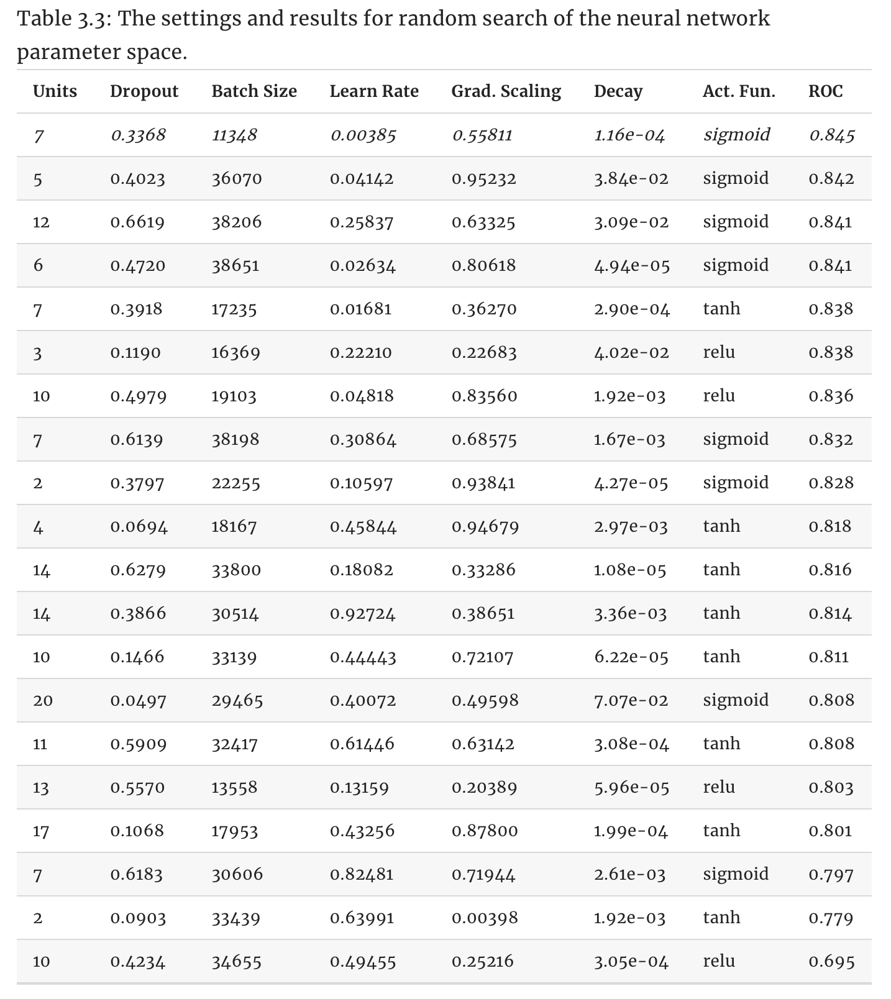 Table 3.3: The settings and results for random search of the neural network
parameter space.
Units Dropout Batch Size Learn Rate Grad. Scaling Decay Act. Fun. ROC
7 0.3368 11348 0.00385 0.55811 1.16e-04 sigmoid 0.845
5 0.4023 36070 0.04142 0.95232 3.84e-02 sigmoid 0.842
12 0.6619 38206 0.25837 0.63325 3.09e-02 sigmoid 0.841
6 0.4720 38651 0.02634 0.80618 4.94e-05 sigmoid 0.841
7 0.3918 17235 0.01681 0.36270 2.90e-04 tanh 0.838
3 0.1190 16369 0.22210 0.22683 4.02e-02 relu 0.838
10 0.4979 19103 0.04818 0.83560 1.92e-03 relu 0.836
7 0.6139 38198 0.30864 0.68575 1.67e-03 sigmoid 0.832
2 0.3797 22255 0.10597 0.93841 4.27e-05 sigmoid 0.828
4 0.0694 18167 0.45844 0.94679 2.97e-03 tanh 0.818
14 0.6279 33800 0.18082 0.33286 1.08e-05 tanh 0.816
14 0.3866 30514 0.92724 0.38651 3.36e-03 tanh 0.814
10 0.1466 33139 0.44443 0.72107 6.22e-05 tanh 0.811
20 0.0497 29465 0.40072 0.49598 7.07e-02 sigmoid 0.808
11 0.5909 32417 0.61446 0.63142 3.08e-04 tanh 0.808
13 0.5570 13558 0.13159 0.20389 5.96e-05 relu 0.803
17 0.1068 17953 0.43256 0.87800 1.99e-04 tanh 0.801
7 0.6183 30606 0.82481 0.71944 2.61e-03 sigmoid 0.797
2 0.0903 33439 0.63991 0.00398 1.92e-03 tanh 0.779
10 0.4234 34655 0.49455 0.25216 3.05e-04 relu 0.695